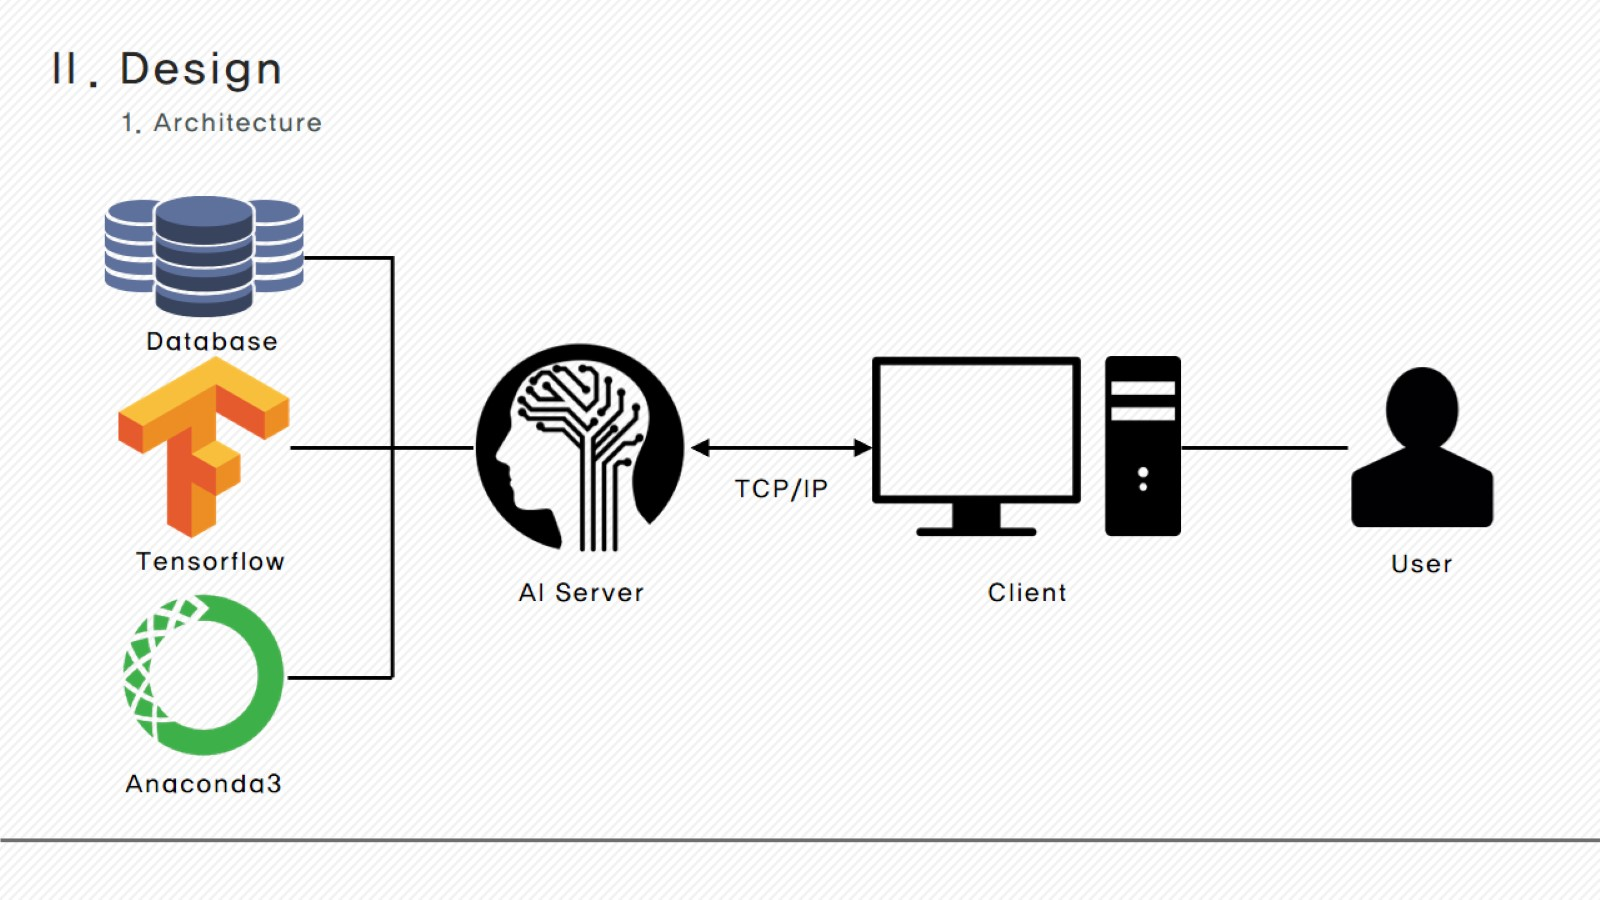 II. Design
1. Architecture
Database
Tensorflow
Anaconda3
AI Server
TCP/IP
Client
User